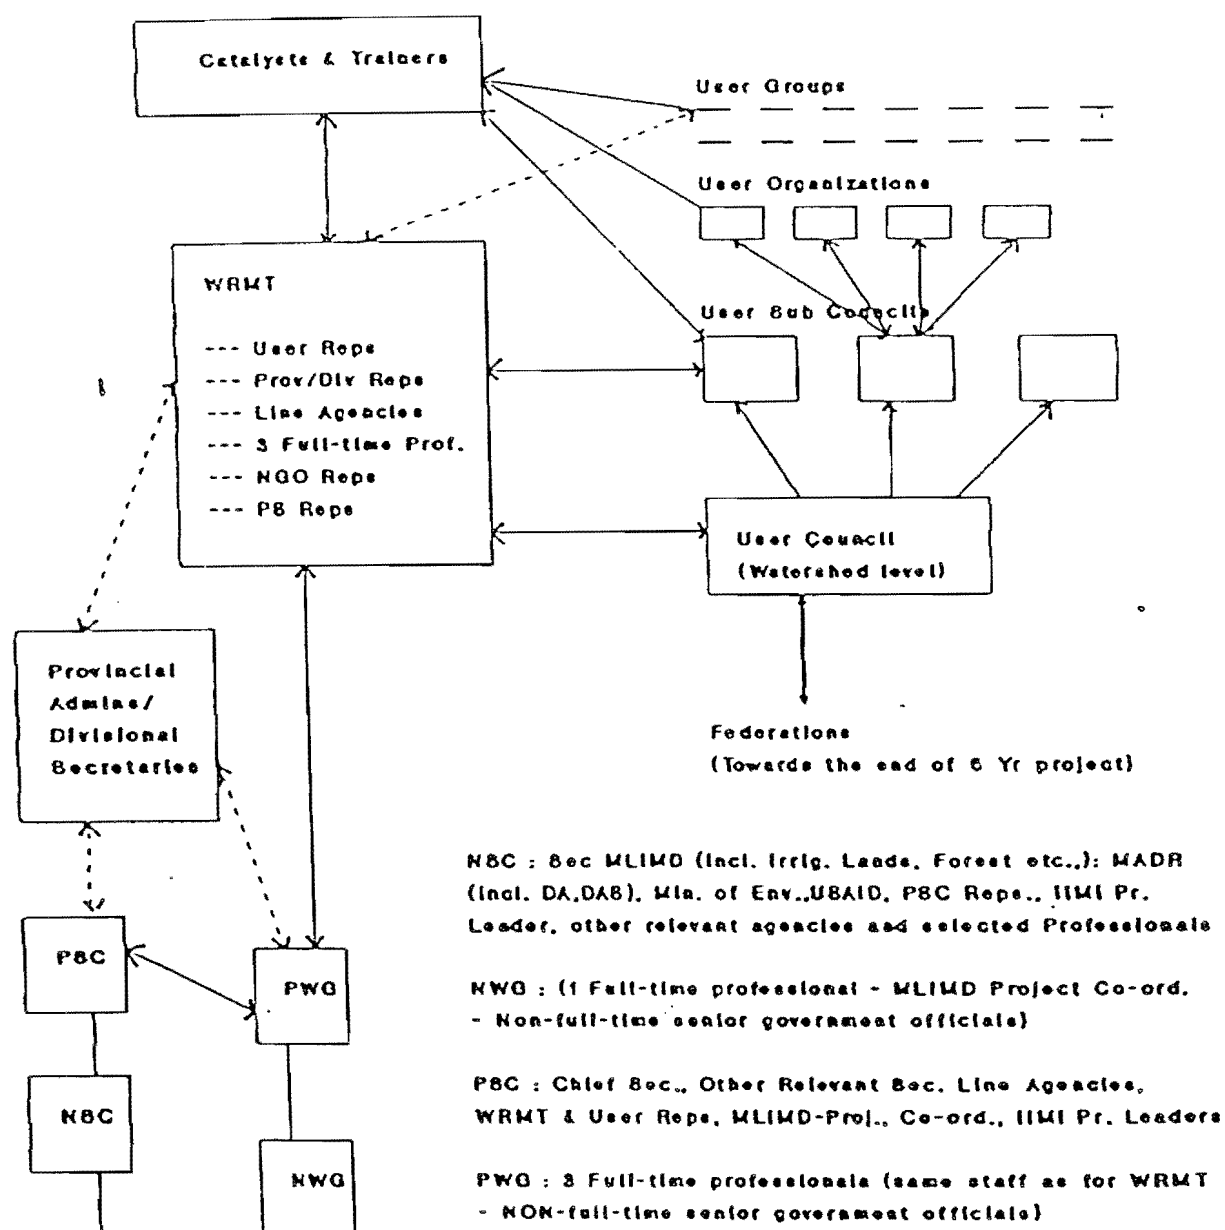 Catalysts & Trainers
User Groups
User Organizations
WRMT
--- User Reps
--- Prov/Div Reps
--- Line Agencies
--- 3 Full-time Prof.
--- NGO Reps
--- PS Reps
User Sub Councils
User Council
(Watershed level)
Provincial
Admins/
Divisional
Secretaries
Federations
(Towards the end of 6 Yr project)
PSC
PWG
NSC
NWG
NSC : Sec MLIMD (incl. Irrig. Lands, Forest etc.,): MADR
(incl. DA,DAS), Min. of Env.,USAID, PSC Reps., IIMI Pr.
Leader, other relevant agencies and selected Professionals
NWG : (1 Full-time professional - MLIMD Project Co-ord.
- Non-full-time senior government officials)
PSC : Chief Sec., Other Relevant Sec. Line Agencies,
WRMT & User Reps, MLIMD-Proj., Co-ord., IIMI Pr. Leaders
PWG : 3 Full-time professionals (same staff as for WRMT
- NON-full-time senior government officials)